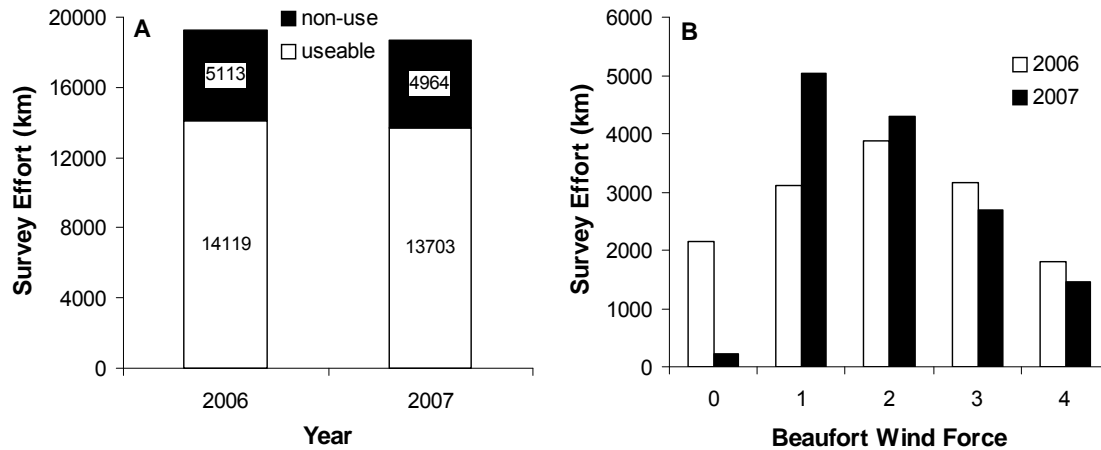 A
non-use
useable
20000
16000
12000
8000
4000
0
Survey Effort (km)
5113
4964
14119
13703
2006
2007
Year
B
2006
2007
6000
5000
4000
3000
2000
1000
0
Survey Effort (km)
0 1 2 3 4
Beaufort Wind Force